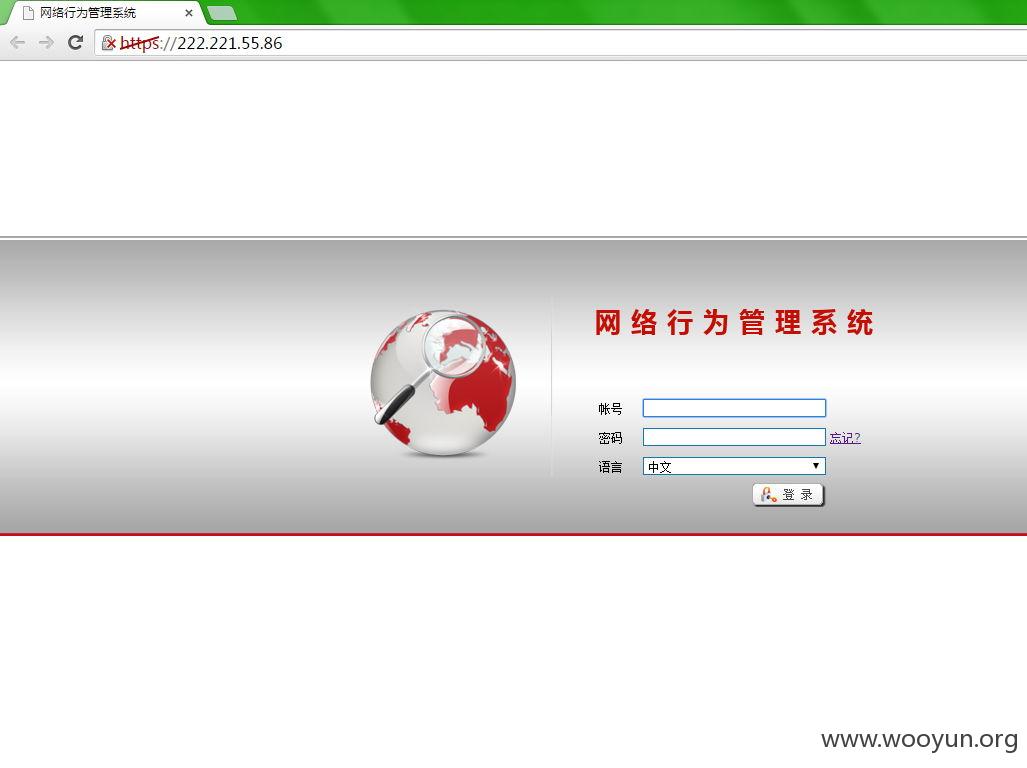 网络行为管理系统
https://222.221.55.86
网络行为管理系统
帐号
密码 忘记?
语言 中文
登 录
www.wooyun.org